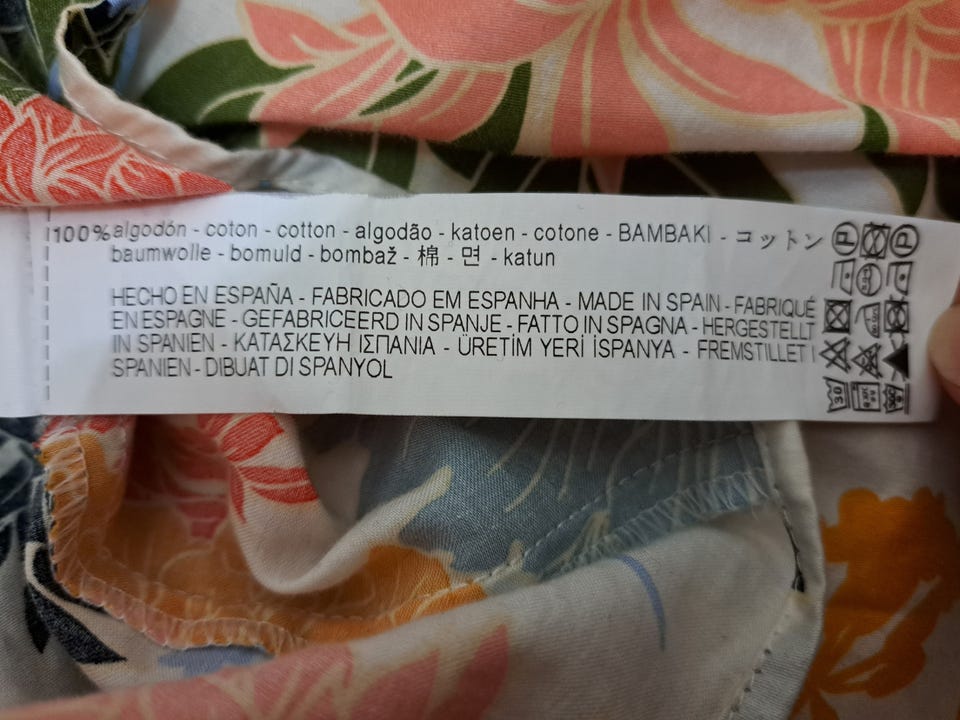 100% algodón - coton - cotton - algodão - katoen - cotone - BAMBAKI - コットン
baumwolle - bomuld - bombaž - 棉 - 면 - katun
HECHO EN ESPAÑA - FABRICADO EM ESPANHA - MADE IN SPAIN - FABRIQUÉ
EN ESPAGNE - GEFABRICEERD IN SPANJE - FATTO IN SPAGNA - HERGESTELLT
IN SPANIEN - ΚΑΤΑΣΚΕΥΗ ΙΣΠΑΝΙΑ - ÜRETİM YERİ İSPANYA - FREMSTILLET I
SPANIEN - DIBUAT DI SPANYOL
P P
30